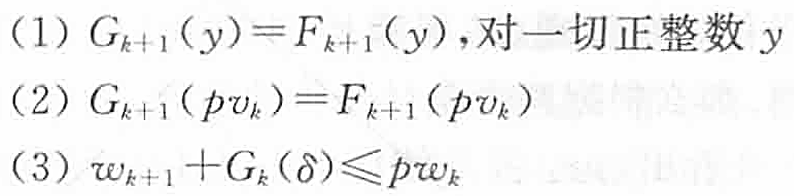 (1) G_{k+1}(y)=F_{k+1}(y),对一切正整数 y
(2) G_{k+1}(pv_k)=F_{k+1}(pv_k)
(3) w_{k+1}+G_k(δ)≤pw_k